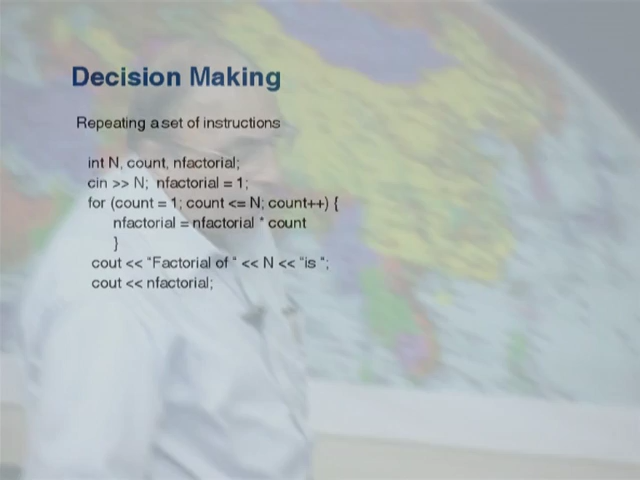 Decision Making
Repeating a set of instructions
int N, count, nfactorial;
cin >> N; nfactorial = 1;
for (count = 1; count <= N; count++) {
nfactorial = nfactorial * count
}
cout << "Factorial of " << N << "is ";
cout << nfactorial;